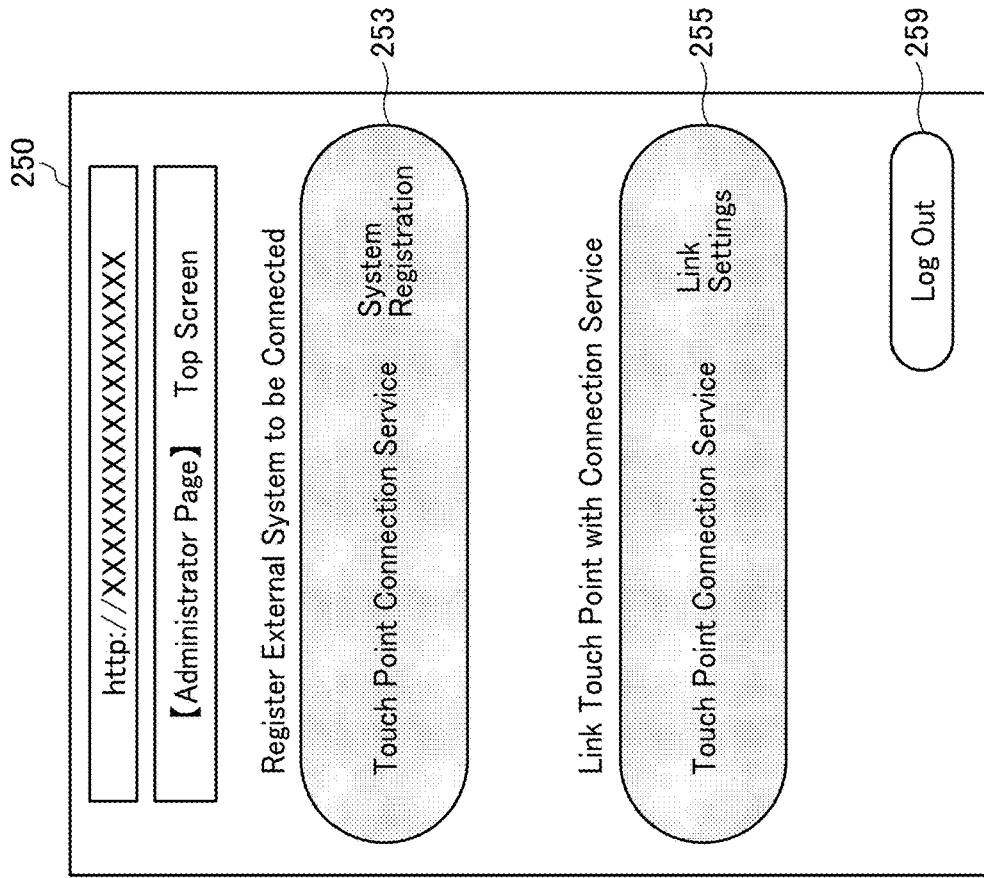 250
http://XXXXXXXXXXXXXXXXX
【Administrator Page】 Top Screen
Register External System to be Connected
Touch Point Connection Service
System
Registration
253
Link Touch Point with Connection Service
Touch Point Connection Service
Link
Settings
255
Log Out
259